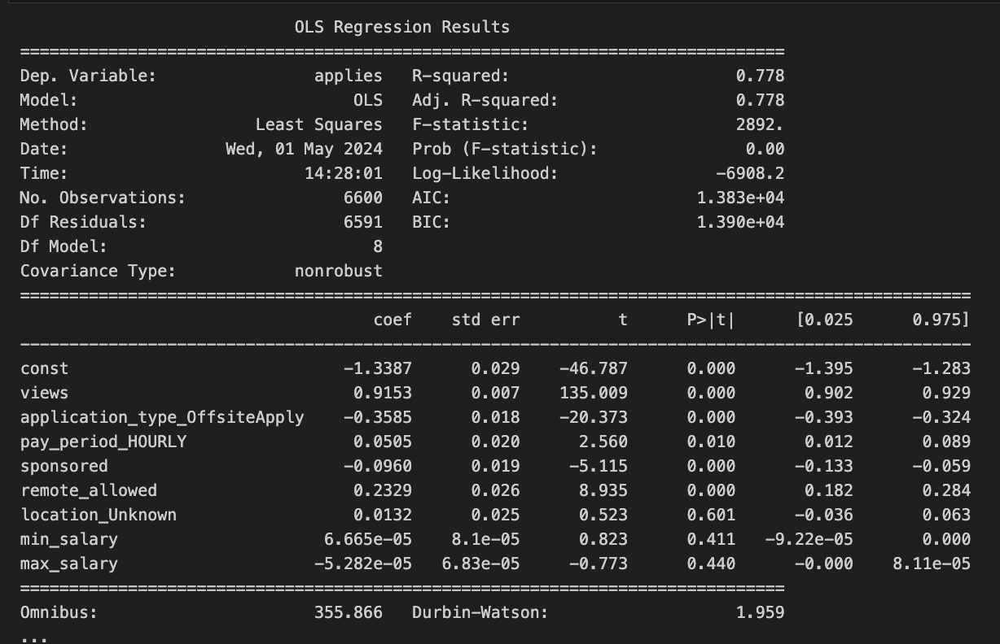 OLS Regression Results
==============================================================================
Dep. Variable: applies R-squared: 0.778
Model: OLS Adj. R-squared: 0.778
Method: Least Squares F-statistic: 2892.
Date: Wed, 01 May 2024 Prob (F-statistic): 0.00
Time: 14:28:01 Log-Likelihood: -6908.2
No. Observations: 6600 AIC: 1.383e+04
Df Residuals: 6591 BIC: 1.390e+04
Df Model: 8
Covariance Type: nonrobust
=================================================================================================
coef std err t P>|t| [0.025 0.975]
-------------------------------------------------------------------------------------------------
const -1.3387 0.029 -46.787 0.000 -1.395 -1.283
views 0.9153 0.007 135.009 0.000 0.902 0.929
application_type_OffsiteApply -0.3585 0.018 -20.373 0.000 -0.393 -0.324
pay_period_HOURLY 0.0505 0.020 2.560 0.010 0.012 0.089
sponsored -0.0960 0.019 -5.115 0.000 -0.133 -0.059
remote_allowed 0.2329 0.026 8.935 0.000 0.182 0.284
location_Unknown 0.0132 0.025 0.523 0.601 -0.036 0.063
min_salary 6.665e-05 8.1e-05 0.823 0.411 -9.22e-05 0.000
max_salary -5.282e-05 6.83e-05 -0.773 0.440 -0.000 8.11e-05
==============================================================================
Omnibus: 355.866 Durbin-Watson: 1.959
...